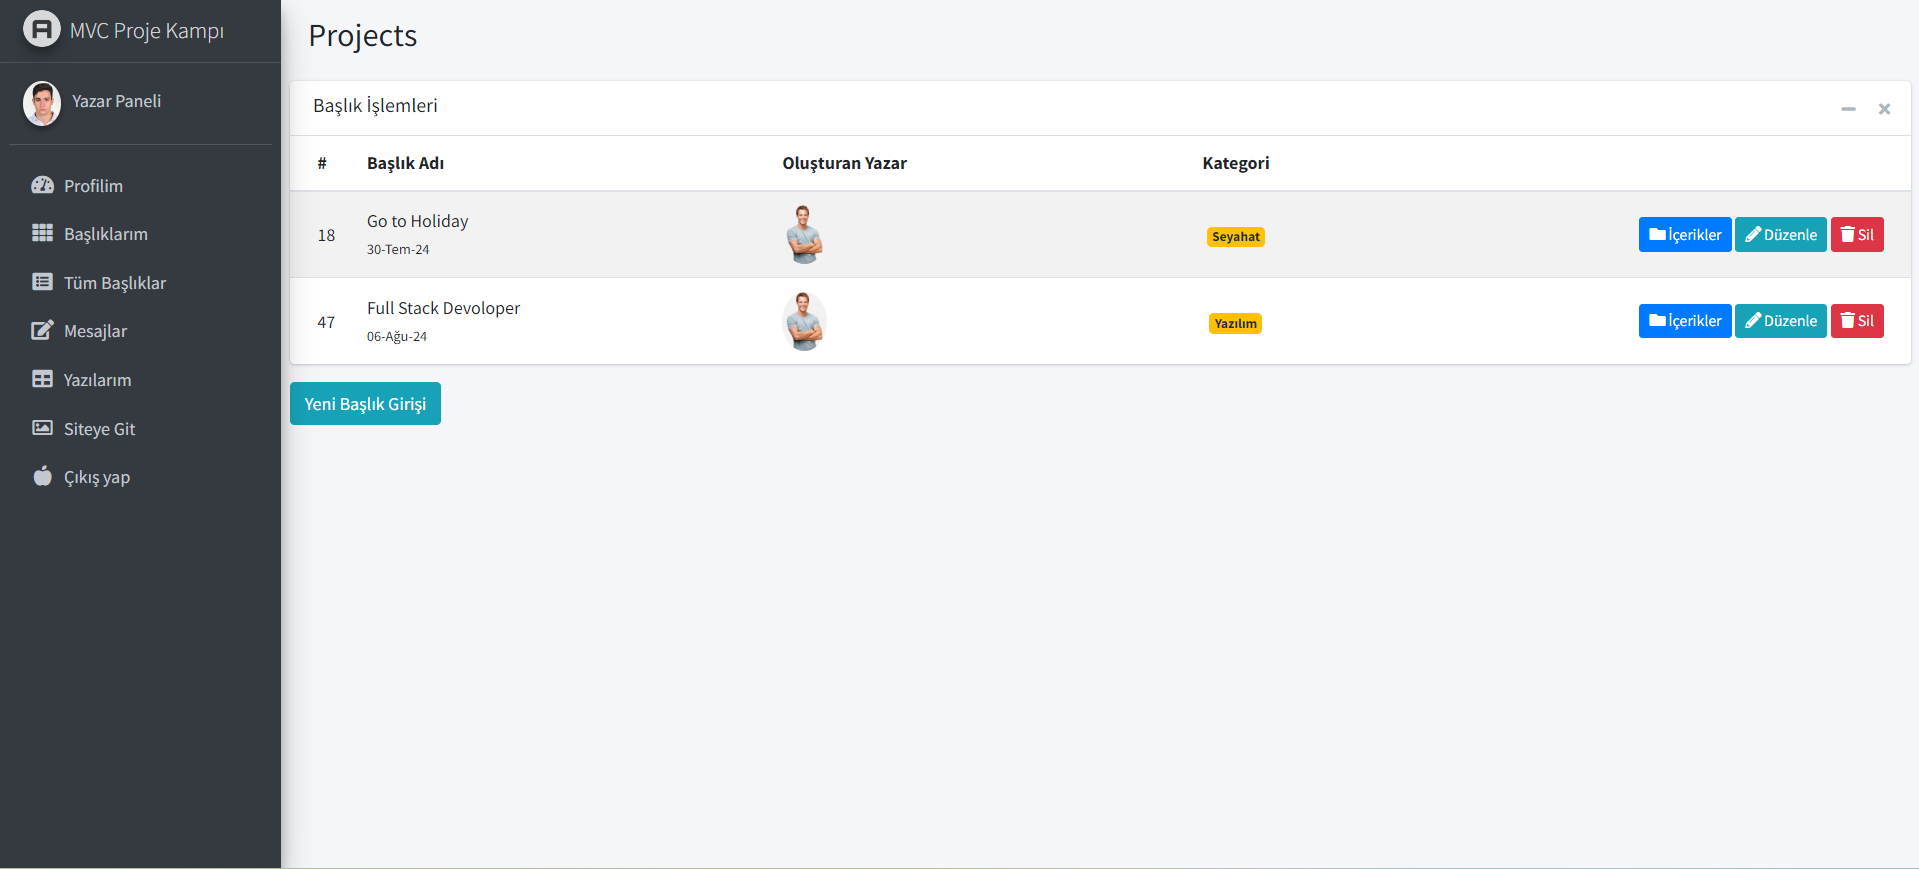 MVC Proje Kampı
Yazar Paneli
Profilim
Başlıklarım
Tüm Başlıklar
Mesajlar
Yazılarım
Siteye Git
Çıkış yap
Projects
Başlık İşlemleri
# Başlık Adı Oluşturan Yazar Kategori
18 Go to Holiday Seyahat İçerikler Düzenle Sil
30-Tem-24
47 Full Stack Devoloper Yazılım İçerikler Düzenle Sil
06-Ağu-24
Yeni Başlık Girişi